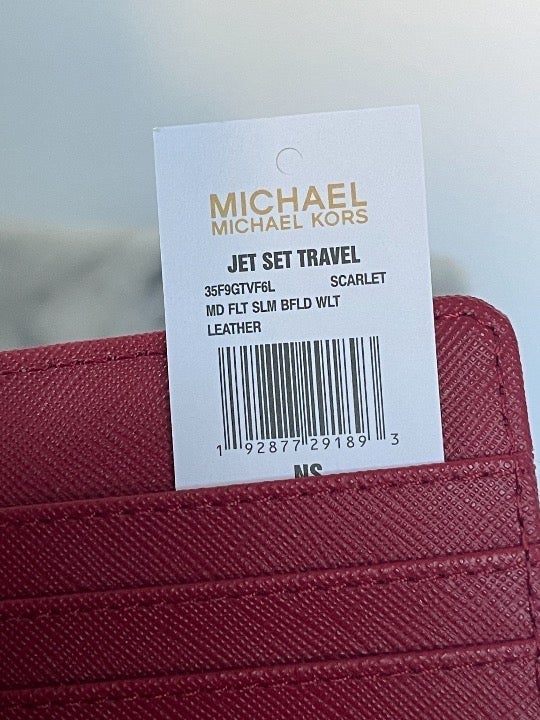 MICHAEL
MICHAEL KORS
JET SET TRAVEL
35F9GTVF6L SCARLET
MD FLT SLM BFLD WLT
LEATHER
1 92877 29189 3
NS